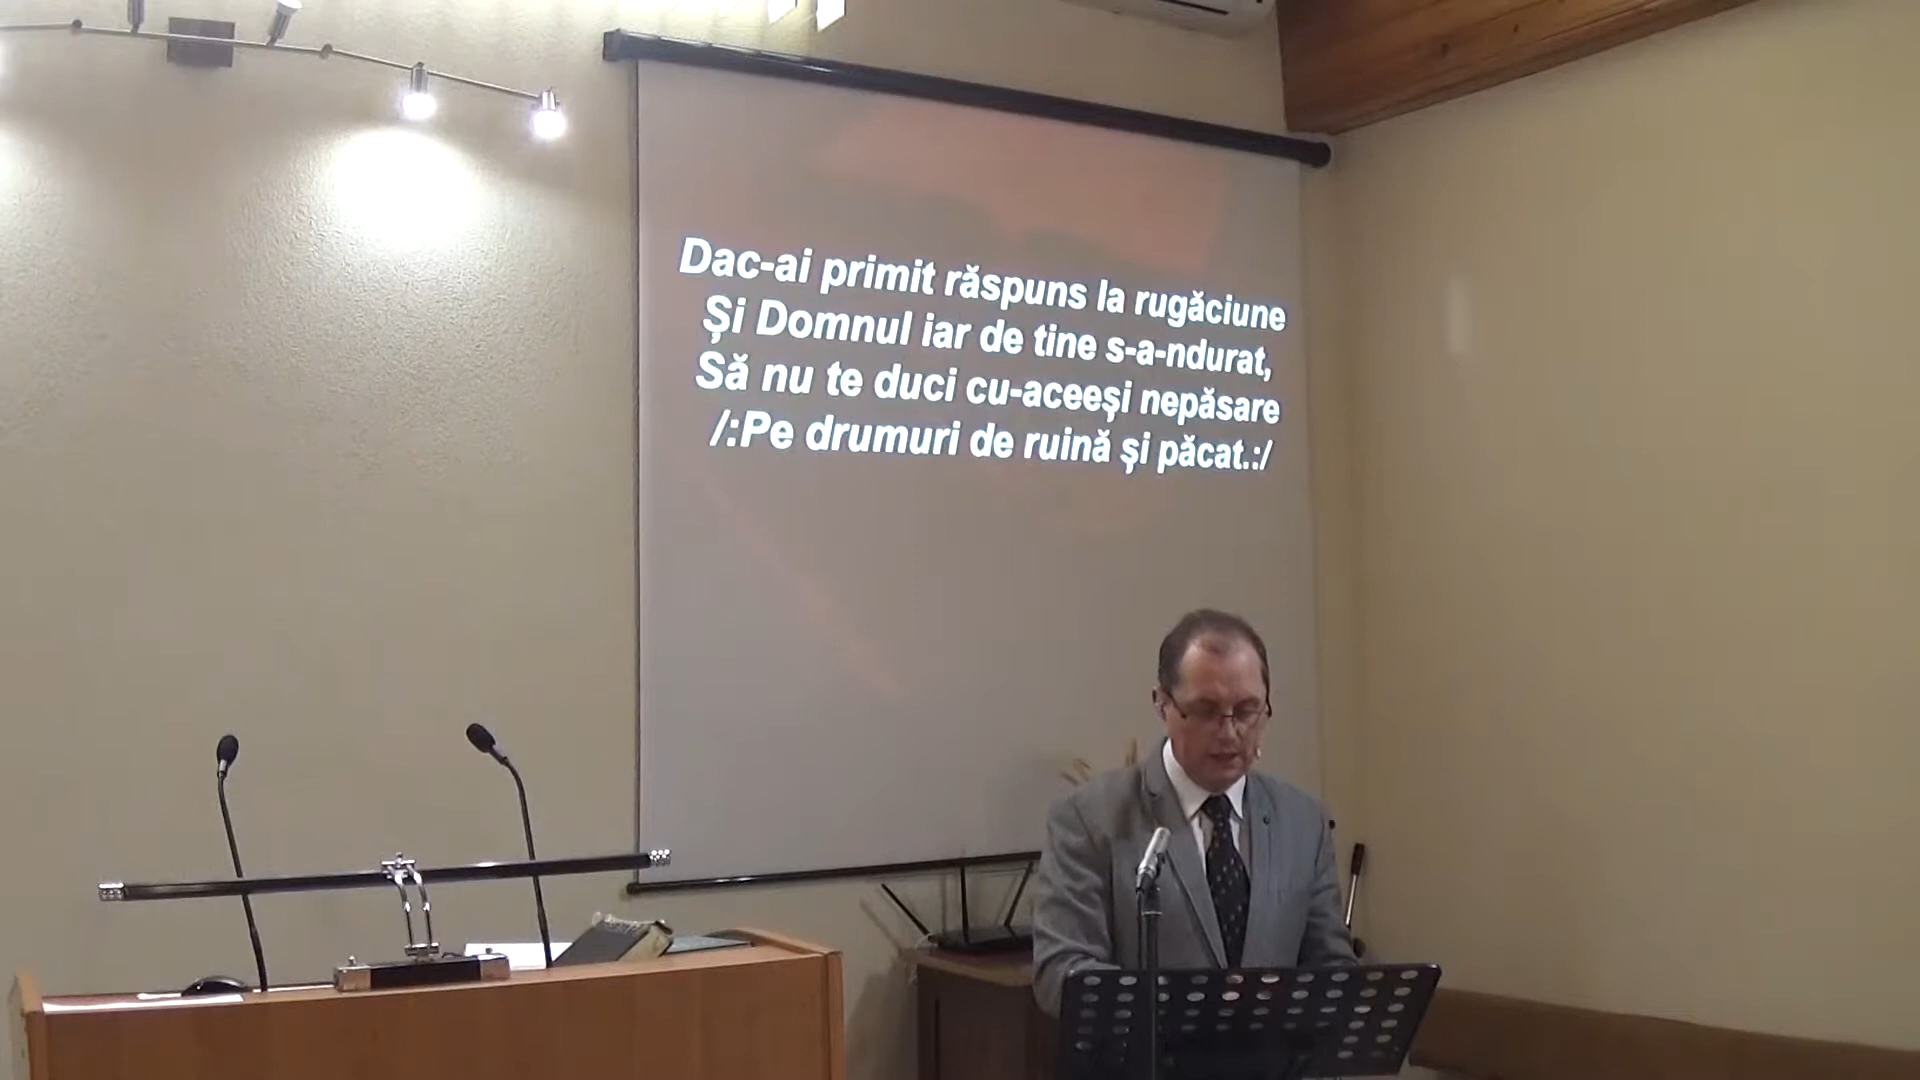 Dac-ai primit răspuns la rugăciune
Și Domnul iar de tine s-a-ndurat,
Să nu te duci cu-aceeși nepăsare
/:Pe drumuri de ruină și păcat.:/